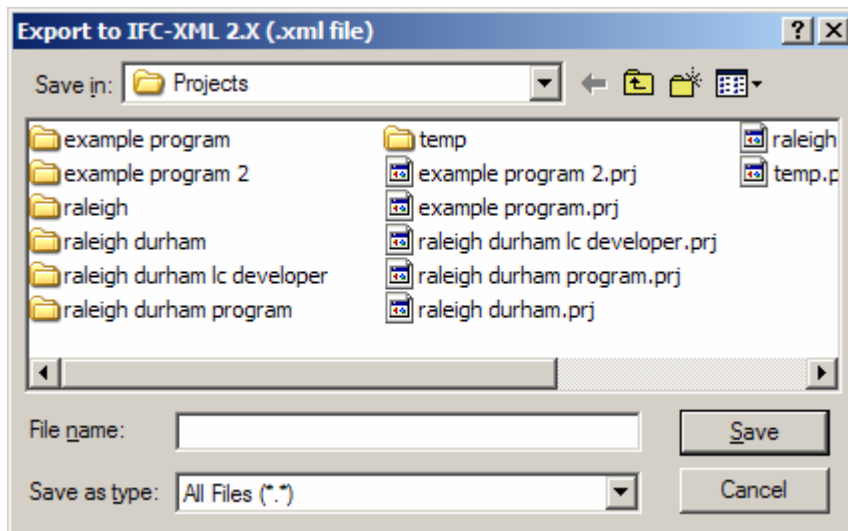 Export to IFC-XML 2.X (.xml file)
Save in: Projects
example program
example program 2
raleigh
raleigh durham
raleigh durham lc developer
raleigh durham program
temp
example program 2.prj
example program.prj
raleigh durham lc developer.prj
raleigh durham program.prj
raleigh durham.prj
raleigh
temp.p
File name:
Save
Save as type: All Files (*.*)
Cancel